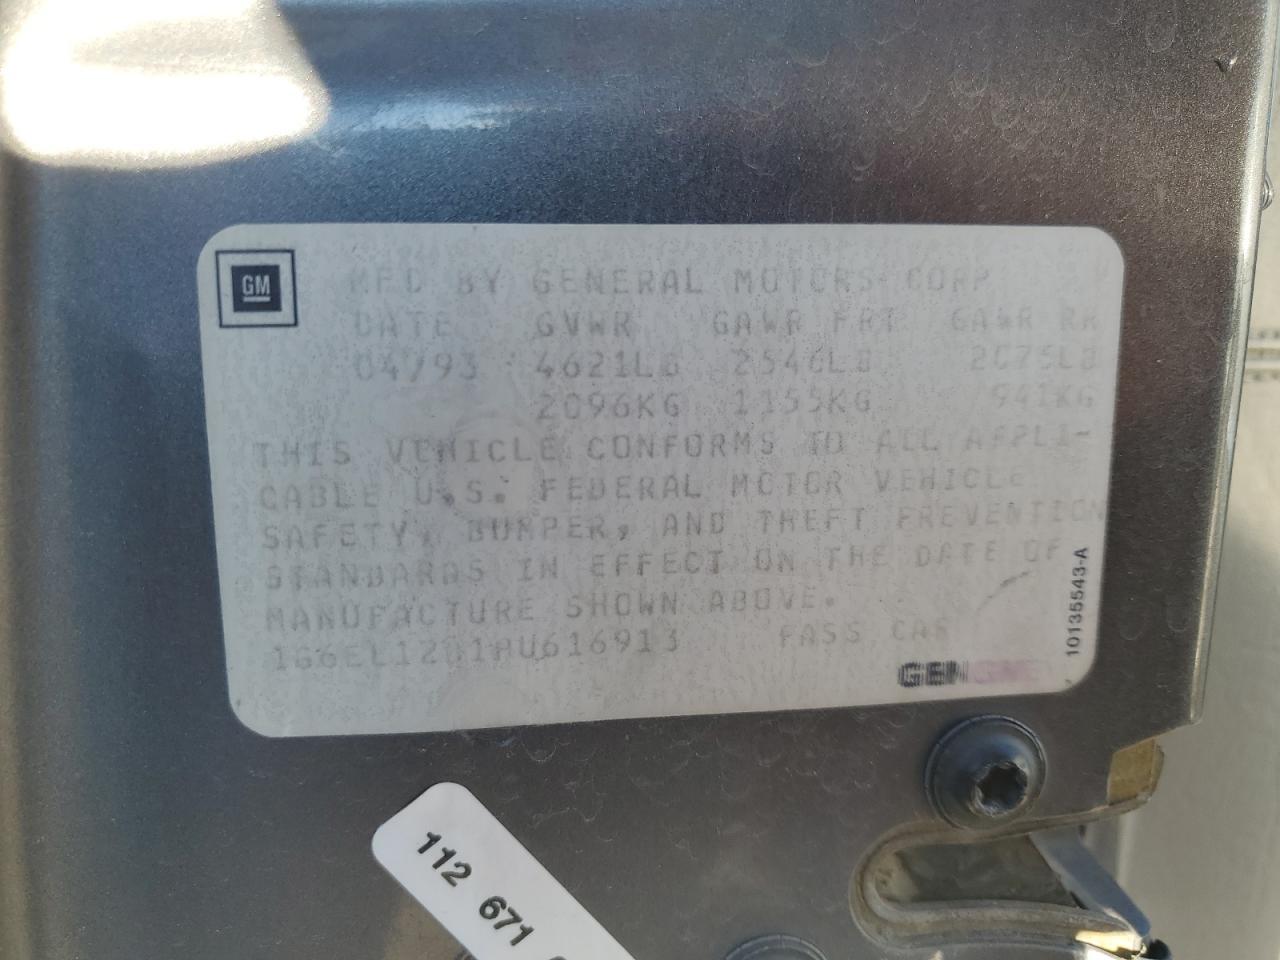 GM
MFD BY GENERAL MOTORS CORP
DATE GVWR GAWR FRT GAWR RR
04/93 4621LB 2546LB 2075LB
2096KG 1155KG 941KG
THIS VEHICLE CONFORMS TO ALL APPLI-
CABLE U.S. FEDERAL MOTOR VEHICLE
SAFETY, BUMPER, AND THEFT PREVENTION
STANDARDS IN EFFECT ON THE DATE OF
MANUFACTURE SHOWN ABOVE.
PASS CAR
10135543-A
112 671